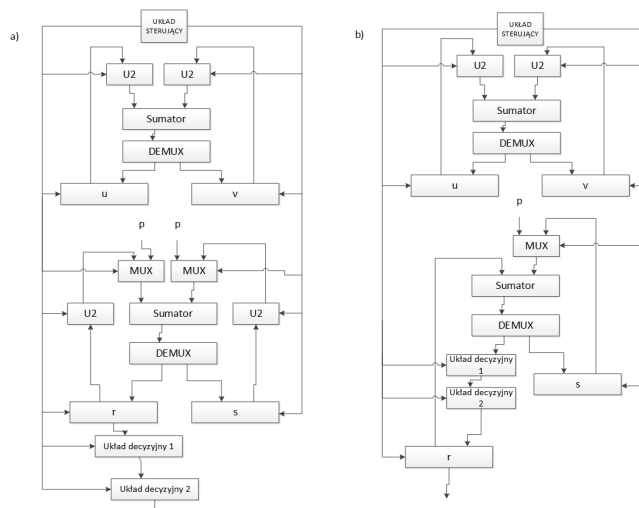 a)
UKŁAD
STERUJĄCY
U2
U2
Sumator
DEMUX
u
v
p
p
MUX
MUX
U2
Sumator
U2
DEMUX
r
s
Układ decyzyjny 1
Układ decyzyjny 2
b)
UKŁAD
STERUJĄCY
U2
U2
Sumator
DEMUX
u
v
p
MUX
Sumator
DEMUX
Układ decyzyjny
1
Układ decyzyjny
2
s
r